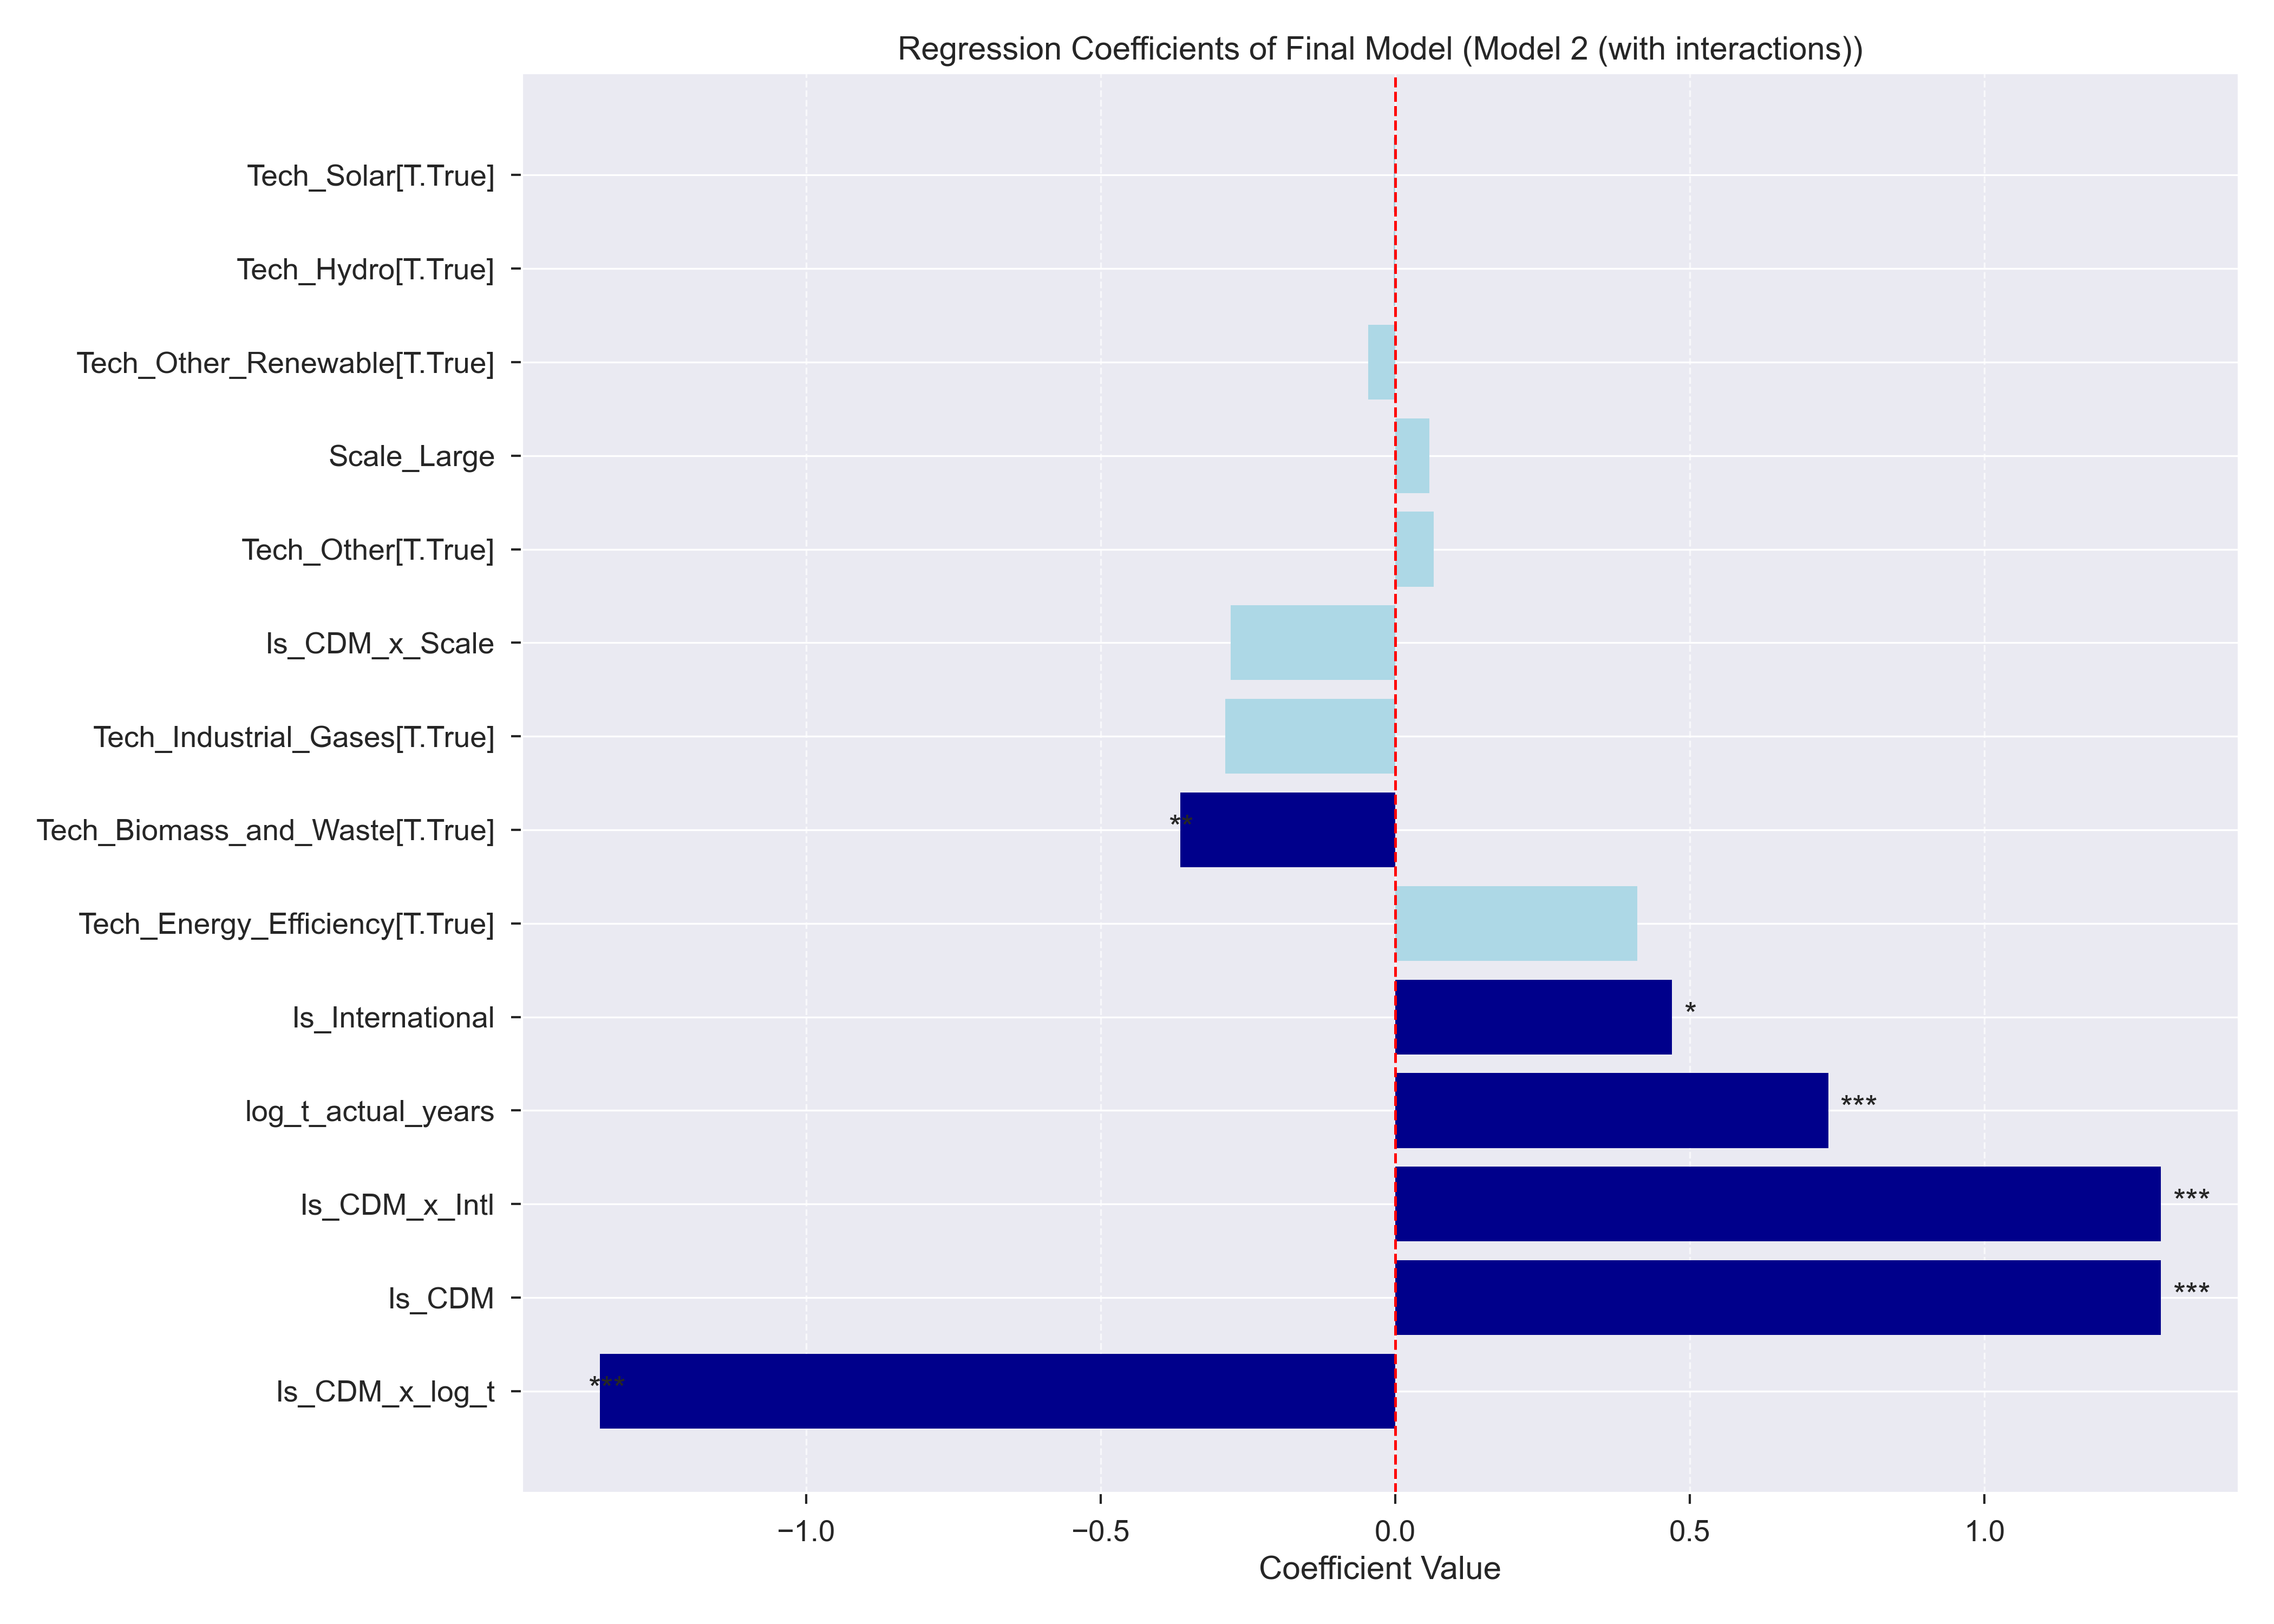 Regression Coefficients of Final Model (Model 2 (with interactions))
Tech_Solar[T.True]
Tech_Hydro[T.True]
Tech_Other_Renewable[T.True]
Scale_Large
Tech_Other[T.True]
Is_CDM_x_Scale
Tech_Industrial_Gases[T.True]
Tech_Biomass_and_Waste[T.True] **
Tech_Energy_Efficiency[T.True]
Is_International *
log_t_actual_years ***
Is_CDM_x_Intl ***
Is_CDM ***
Is_CDM_x_log_t ***
−1.0 −0.5 0.0 0.5 1.0
Coefficient Value